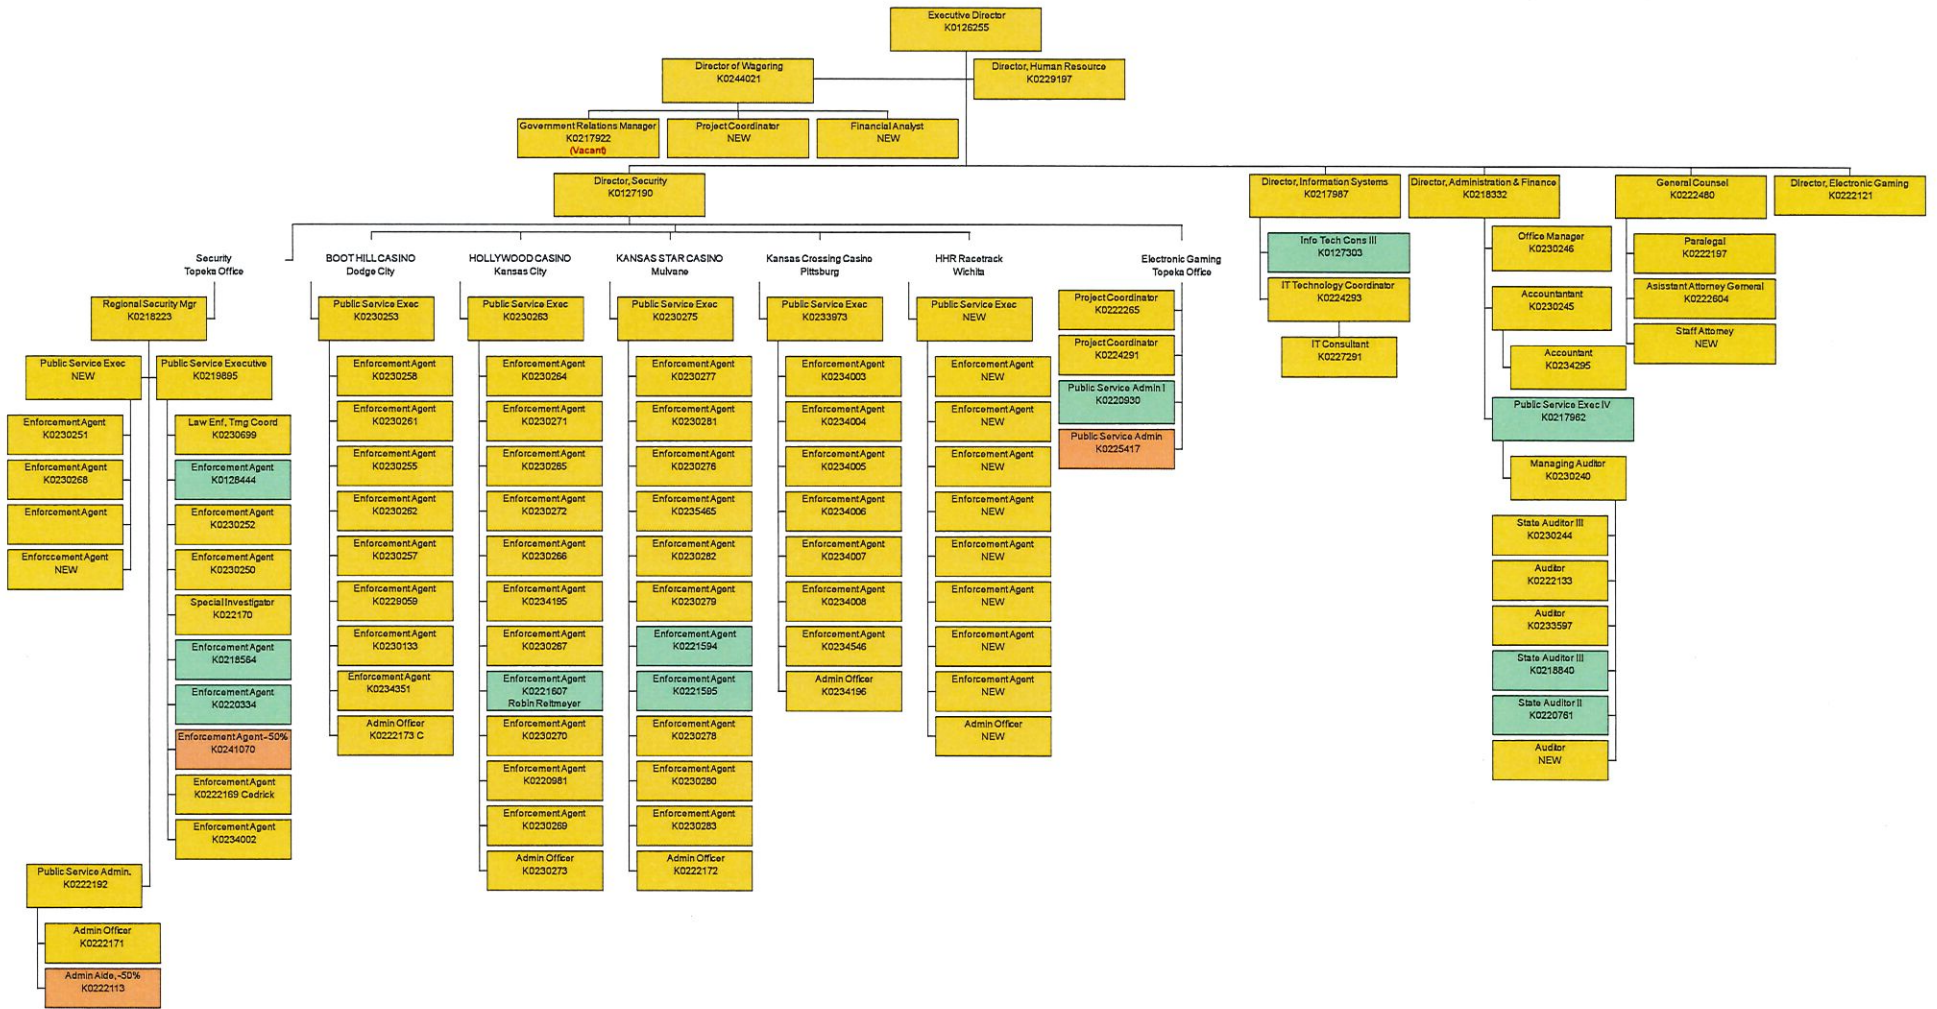 Executive Director
K0126255
Director of Wagering
K0244021
Director, Human Resource
K0229197
Government Relations Manager
K0217922
(Vacant)
Project Coordinator
NEW
Financial Analyst
NEW
Director, Security
K0127190
Director, Information Systems
K0217987
Director, Administration & Finance
K0218332
General Counsel
K0222480
Director, Electronic Gaming
K0222121
Security
Topeka Office
Regional Security Mgr
K0218223
Public Service Exec
NEW
Enforcement Agent
K0230251
Enforcement Agent
K0230268
Enforcement Agent
Enforccement Agent
NEW
Public Service Executive
K0219895
Law Enf, Trng Coord
K0230699
Enforcement Agent
K0128444
Enforcement Agent
K0230252
Enforcement Agent
K0230250
Special Investigator
K022170
Enforcement Agent
K0218564
Enforcement Agent
K0220334
Enforcement Agent-50%
K0241070
Enforcement Agent
K0222169 Cedrick
Enforcement Agent
K0234002
Public Service Admin.
K0222192
Admin Officer
K0222171
Admin Aide, -50%
K0222113
BOOT HILL CASINO
Dodge City
Public Service Exec
K0230253
Enforcement Agent
K0230258
Enforcement Agent
K0230261
Enforcement Agent
K0230255
Enforcement Agent
K0230262
Enforcement Agent
K0230257
Enforcement Agent
K0229059
Enforcement Agent
K0230133
Enforcement Agent
K0234351
Admin Officer
K0222173 C
HOLLYWOOD CASINO
Kansas City
Public Service Exec
K0230263
Enforcement Agent
K0230264
Enforcement Agent
K0230271
Enforcement Agent
K0230265
Enforcement Agent
K0230272
Enforcement Agent
K0230266
Enforcement Agent
K0234195
Enforcement Agent
K0230267
Enforcement Agent
K0221607
Robin Reitmeyer
Enforcement Agent
K0230270
Enforcement Agent
K0220981
Enforcement Agent
K0230269
Admin Officer
K0230273
KANSAS STAR CASINO
Mulvane
Public Service Exec
K0230275
Enforcement Agent
K0230277
Enforcement Agent
K0230281
Enforcement Agent
K0230276
Enforcement Agent
K0235465
Enforcement Agent
K0230282
Enforcement Agent
K0230279
Enforcement Agent
K0221594
Enforcement Agent
K0221595
Enforcement Agent
K0230278
Enforcement Agent
K0230280
Enforcement Agent
K0230283
Admin Officer
K0222172
Kansas Crossing Casino
Pittsburg
Public Service Exec
K0233973
Enforcement Agent
K0234003
Enforcement Agent
K0234004
Enforcement Agent
K0234005
Enforcement Agent
K0234006
Enforcement Agent
K0234007
Enforcement Agent
K0234008
Enforcement Agent
K0234546
Admin Officer
K0234196
HHR Racetrack
Wichita
Public Service Exec
NEW
Enforcement Agent
NEW
Enforcement Agent
NEW
Enforcement Agent
NEW
Enforcement Agent
NEW
Enforcement Agent
NEW
Enforcement Agent
NEW
Enforcement Agent
NEW
Enforcement Agent
NEW
Admin Officer
NEW
Electronic Gaming
Topeka Office
Project Coordinator
K0222265
Project Coordinator
K0224291
Public Service Admin I
K0220930
Public Service Admin
K0225417
Info Tech Cons III
K0127303
IT Technology Coordinator
K0224293
IT Consultant
K0227291
Office Manager
K0230246
Accountantant
K0230245
Accountant
K0234295
Public Service Exec IV
K0217962
Managing Auditor
K0230240
State Auditor III
K0230244
Auditor
K0222133
Auditor
K0233597
State Auditor III
K0218840
State Auditor II
K0220761
Auditor
NEW
Paralegal
K0222197
Asisstant Attorney Gemeral
K0222604
Staff Attorney
NEW